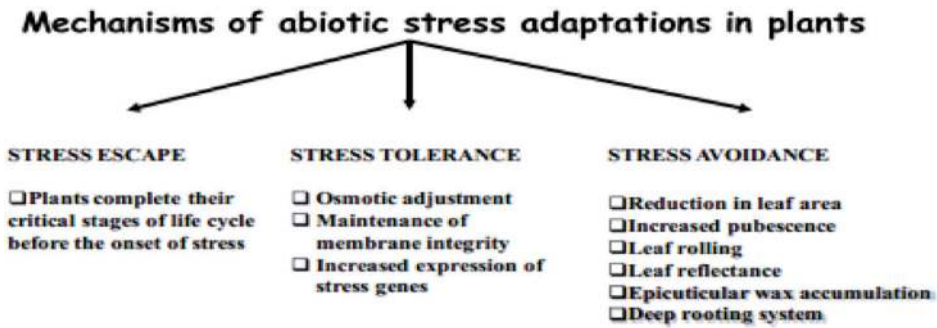 Mechanisms of abiotic stress adaptations in plants
STRESS ESCAPE
❑Plants complete their
critical stages of life cycle
before the onset of stress
STRESS TOLERANCE
❑ Osmotic adjustment
❑ Maintenance of
membrane integrity
❑ Increased expression of
stress genes
STRESS AVOIDANCE
❑Reduction in leaf area
❑Increased pubescence
❑Leaf rolling
❑Leaf reflectance
❑Epicuticular wax accumulation
❑Deep rooting system